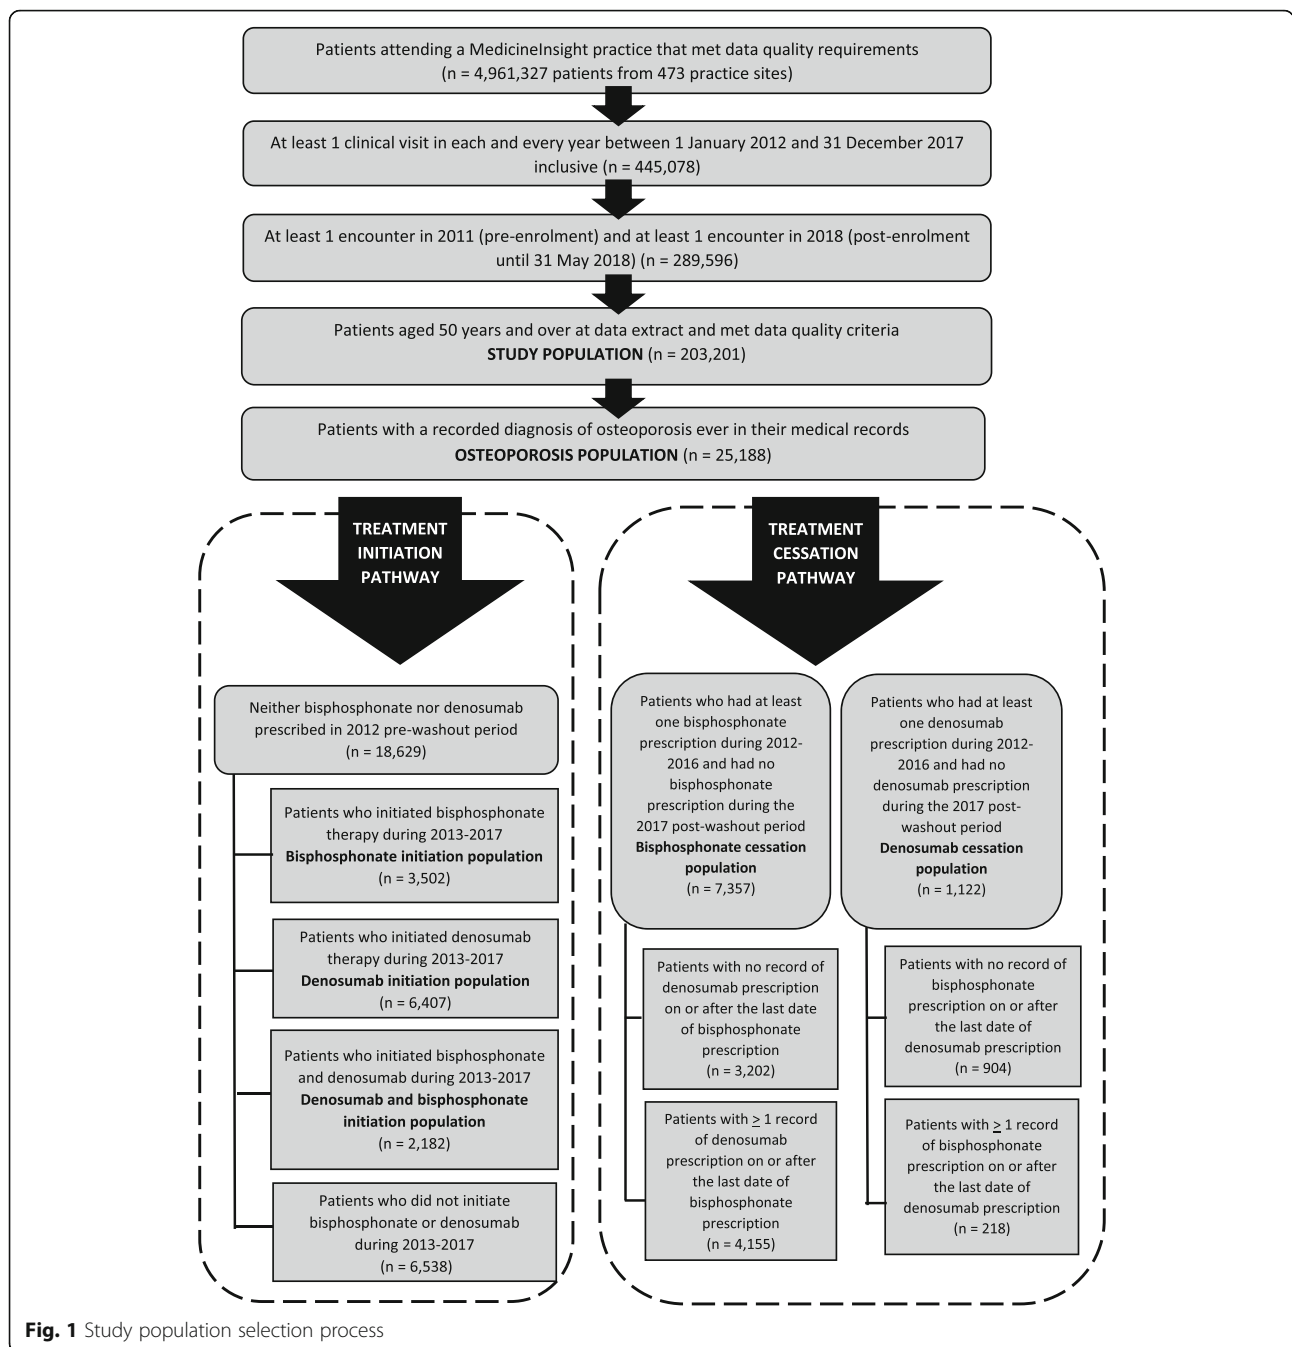 Patients attending a MedicineInsight practice that met data quality requirements
(n = 4,961,327 patients from 473 practice sites)
At least 1 clinical visit in each and every year between 1 January 2012 and 31 December 2017
inclusive (n = 445,078)
At least 1 encounter in 2011 (pre-enrolment) and at least 1 encounter in 2018 (post-enrolment
until 31 May 2018) (n = 289,596)
Patients aged 50 years and over at data extract and met data quality criteria
STUDY POPULATION (n = 203,201)
Patients with a recorded diagnosis of osteoporosis ever in their medical records
OSTEOPOROSIS POPULATION (n = 25,188)
TREATMENT
INITIATION
PATHWAY
Neither bisphosphonate nor denosumab
prescribed in 2012 pre-washout period
(n = 18,629)
Patients who initiated bisphosphonate
therapy during 2013-2017
Bisphosphonate initiation population
(n = 3,502)
Patients who initiated denosumab
therapy during 2013-2017
Denosumab initiation population
(n = 6,407)
Patients who initiated bisphosphonate
and denosumab during 2013-2017
Denosumab and bisphosphonate
initiation population
(n = 2,182)
Patients who did not initiate
bisphosphonate or denosumab
during 2013-2017
(n = 6,538)
TREATMENT
CESSATION
PATHWAY
Patients who had at least
one bisphosphonate
prescription during 2012-
2016 and had no
bisphosphonate
prescription during the
2017 post-washout period
Bisphosphonate cessation
population
(n = 7,357)
Patients with no record of
denosumab prescription
on or after the last date
of bisphosphonate
prescription
(n = 3,202)
Patients with ≥ 1 record
of denosumab
prescription on or after
the last date of
bisphosphonate
prescription
(n = 4,155)
Patients who had at least
one denosumab
prescription during 2012-
2016 and had no
denosumab prescription
during the 2017 post-
washout period
Denosumab cessation
population
(n = 1,122)
Patients with no record of
bisphosphonate
prescription on or after
the last date of
denosumab prescription
(n = 904)
Patients with ≥ 1 record
of bisphosphonate
prescription on or after
the last date of
denosumab prescription
(n = 218)
Fig. 1 Study population selection process